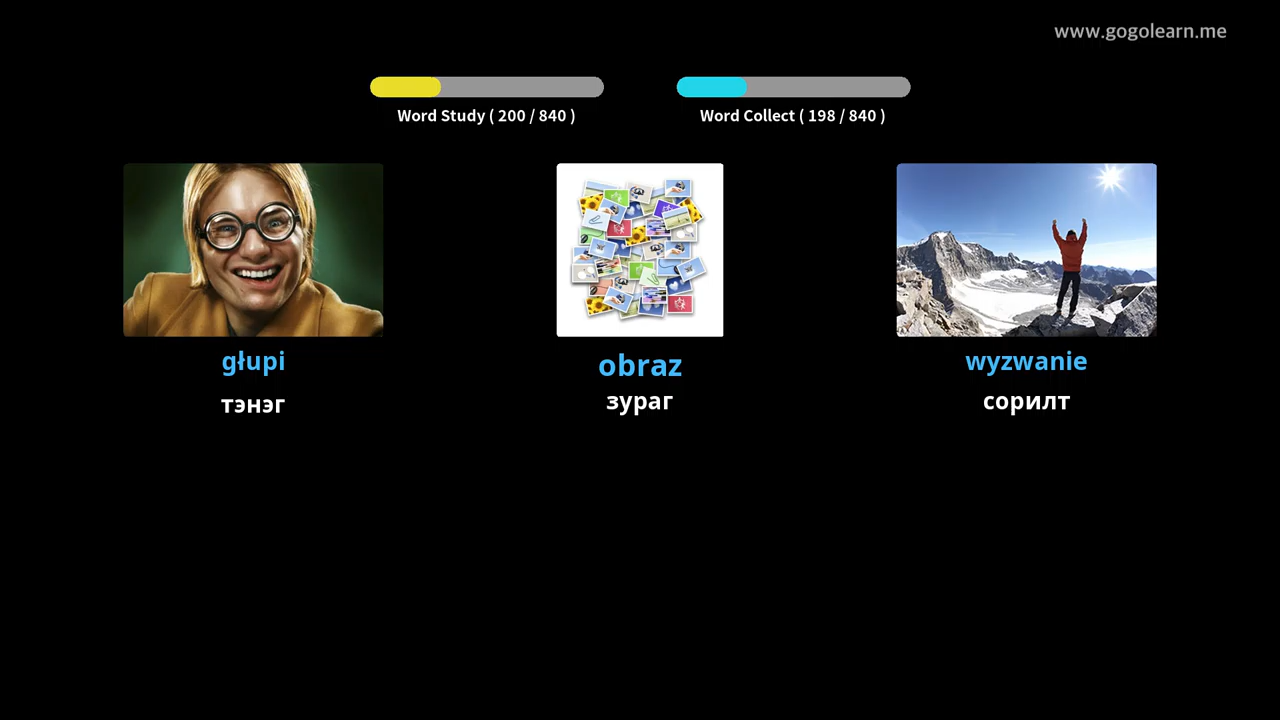 www.gogolearn.me
Word Study ( 200 / 840 )
Word Collect ( 198 / 840 )
głupi
obraz
wyzwanie
тэнэг
зураг
сорилт